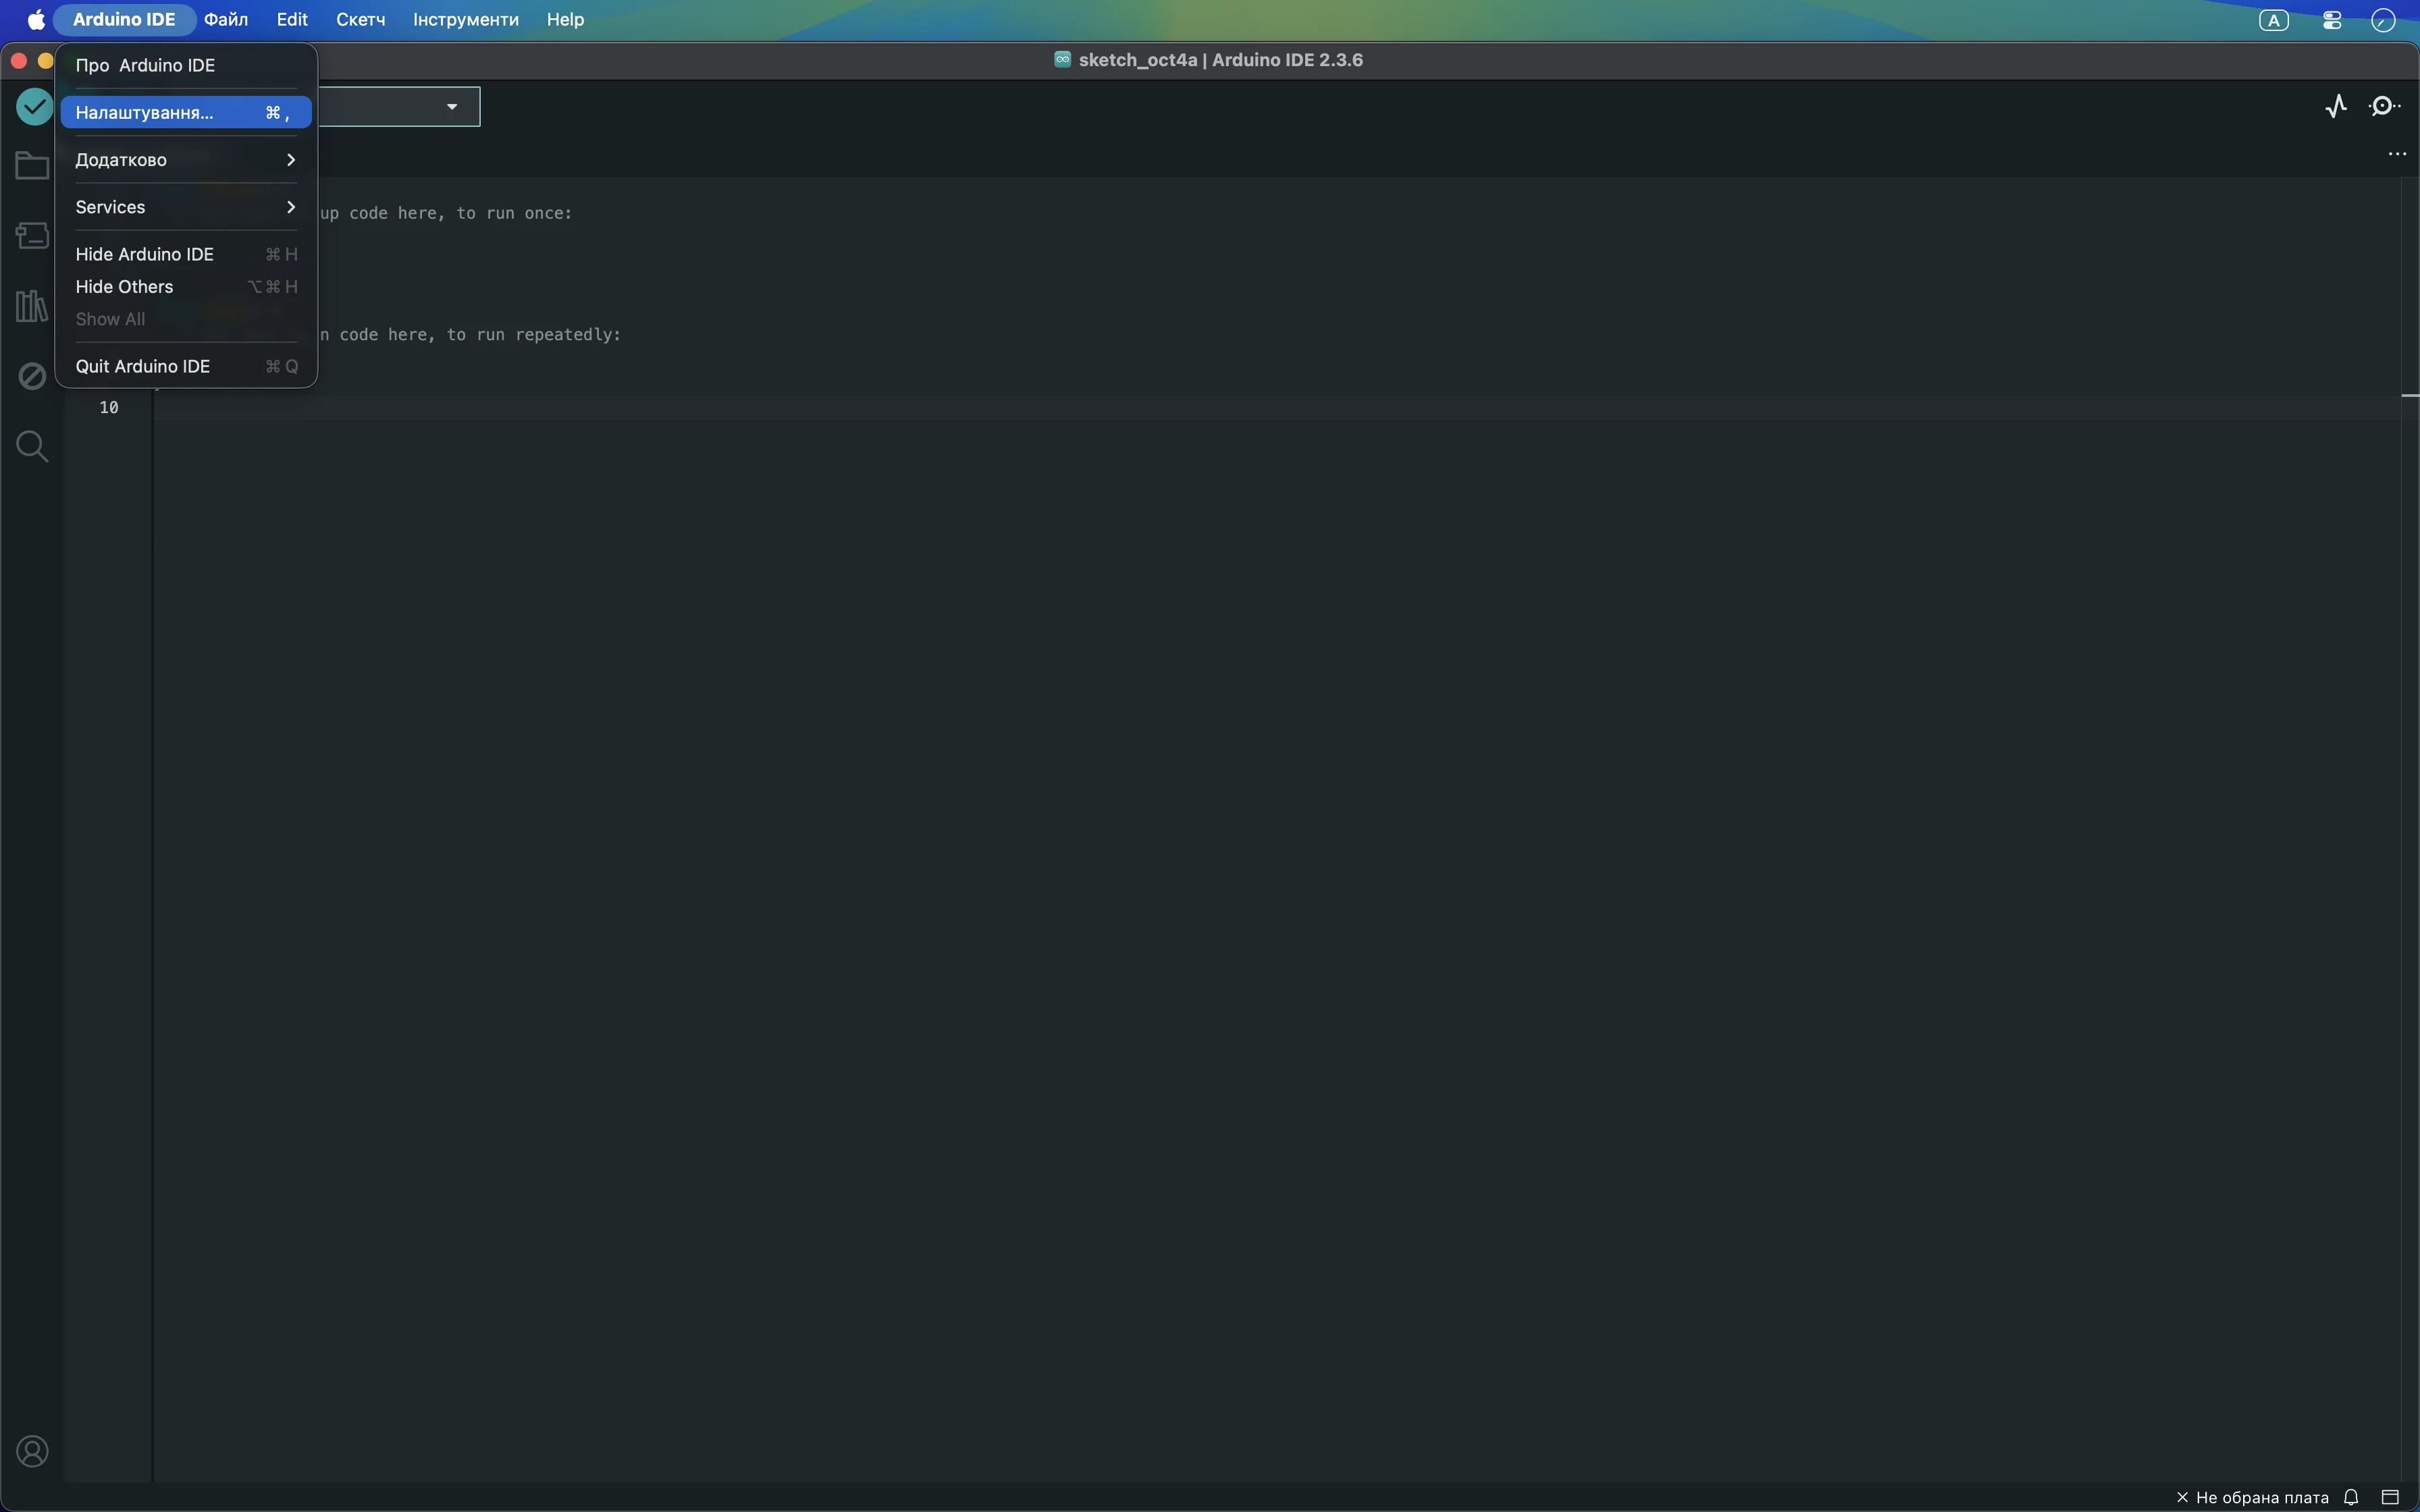 Arduino IDE Файл Edit Скетч Інструменти Help A
sketch_oct4a | Arduino IDE 2.3.6
Про Arduino IDE
Налаштування... ⌘ ,
Додатково
Services
up code here, to run once:
Hide Arduino IDE ⌘ H
Hide Others ⌥ ⌘ H
Show All
n code here, to run repeatedly:
Quit Arduino IDE ⌘ Q
10
Не обрана плата